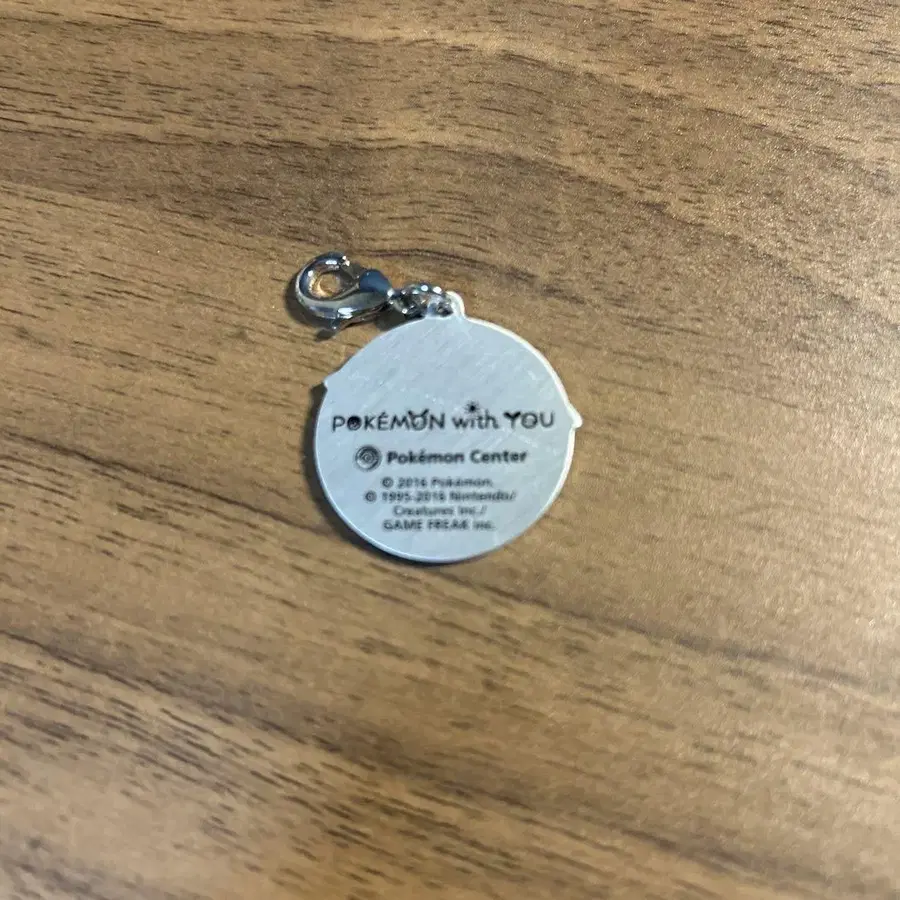 POKÉMON with YOU
Pokémon Center
© 2016 Pokémon.
© 1995-2016 Nintendo/
Creatures Inc./
GAME FREAK inc.